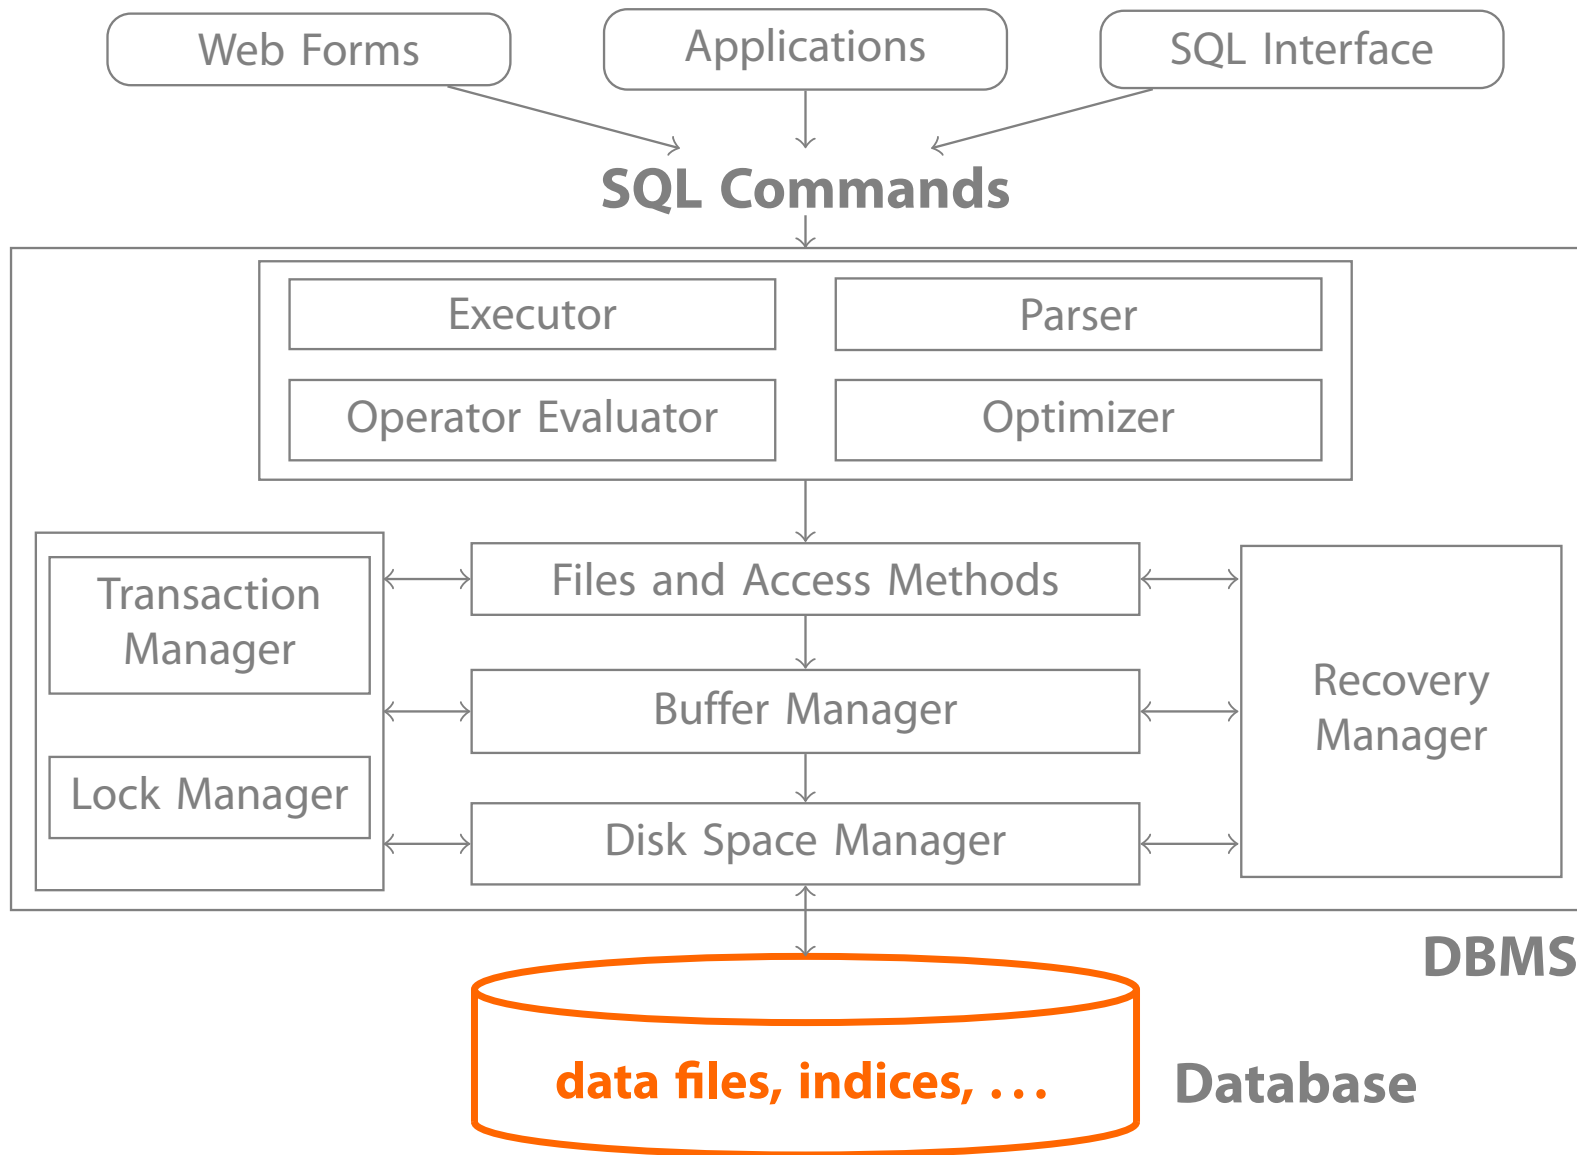 Web Forms
Applications
SQL Interface
SQL Commands
Executor
Parser
Operator Evaluator
Optimizer
Transaction
Manager
Lock Manager
Files and Access Methods
Buffer Manager
Disk Space Manager
Recovery
Manager
DBMS
data files, indices, . . .
Database